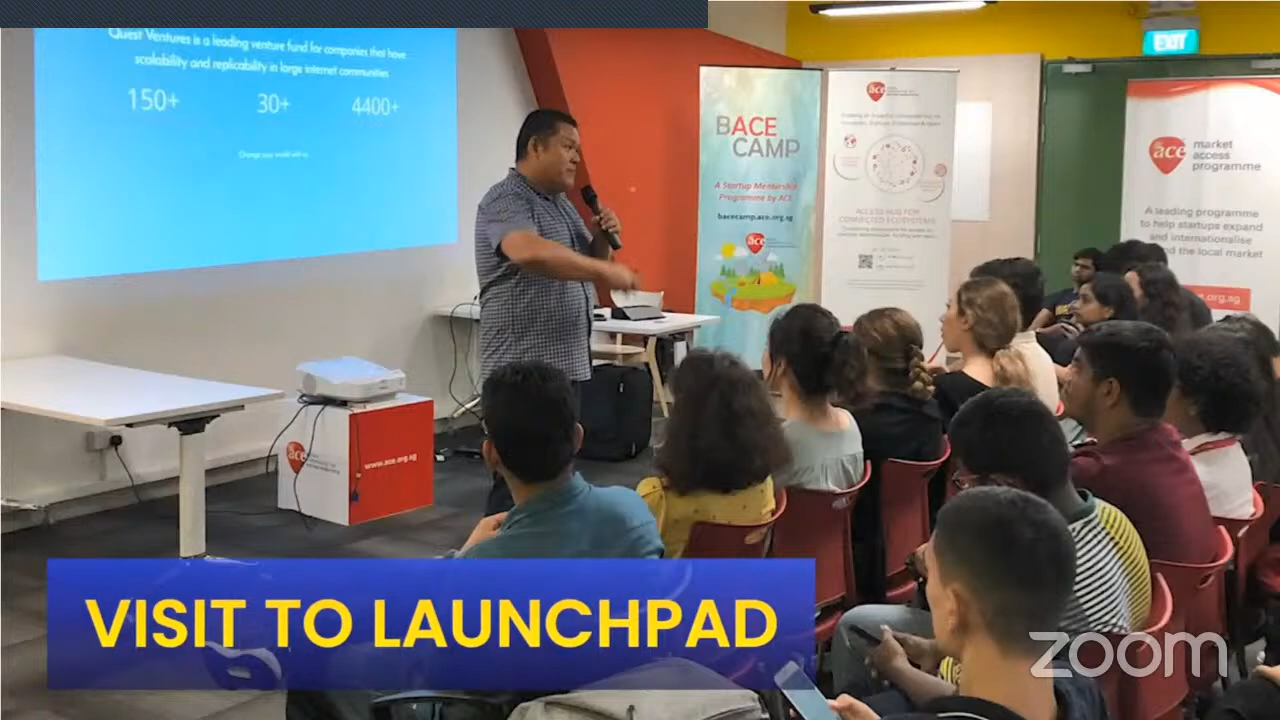 Quest Ventures is a leading venture fund for companies that have
scalability and replicability in large internet communities
150+ 30+ 4400+
EXIT
BACE
CAMP
A Startup Mentorship
Programme by ACE
bacecamp.ace.org.sg
ace
ace
ACCESS HUB FOR
CONNECTED ECOSYSTEMS
ace
market
access
programme
A leading programme
to help startups expand
and internationalise
the local market
.org.sg
ace
www.ace.org.sg
VISIT TO LAUNCHPAD
zoom